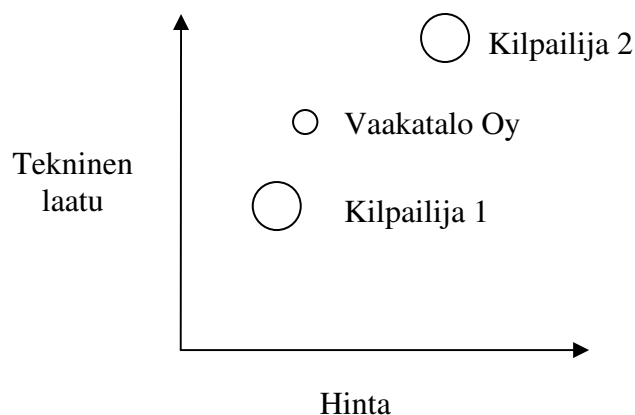 Kilpailija 2
Vaakatalo Oy
Tekninen
laatu
Kilpailija 1
Hinta